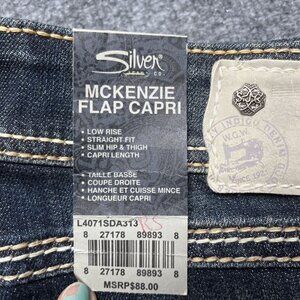 Silver
JEANS CO.
MCKENZIE
FLAP CAPRI
• LOW RISE
• STRAIGHT FIT
• SLIM HIP & THIGH
• CAPRI LENGTH
• TAILLE BASSE
• COUPE DROITE
• HANCHE ET CUISSE MINCE
• LONGUEUR CAPRI
L4071SDA313
8 27178 89893 8
8 27178 89893 8
MSRP$88.00
INDIGO
N.C.W.